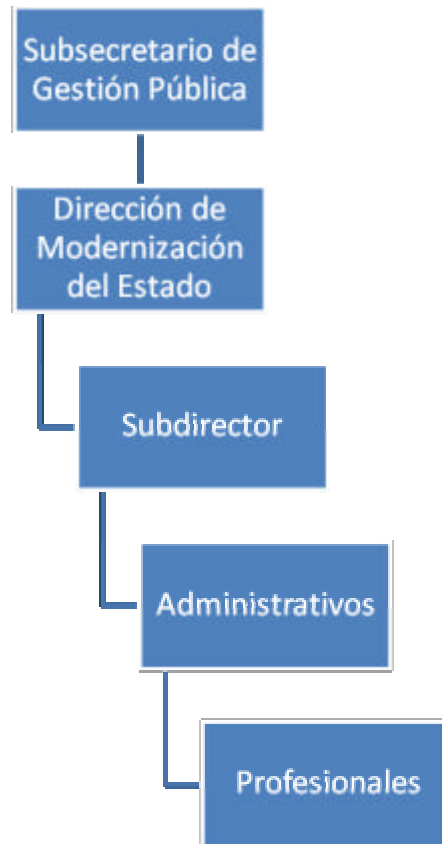 Subsecretario de
Gestión Pública
Dirección de
Modernización
del Estado
Subdirector
Administrativos
Profesionales